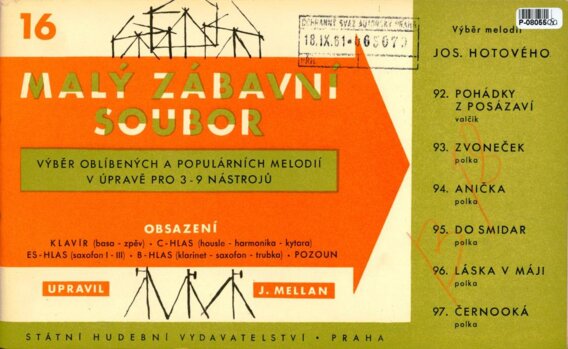 16
MALÝ ZÁBAVNÍ
SOUBOR
VÝBĚR OBLÍBENÝCH A POPULÁRNÍCH MELODIÍ
V ÚPRAVĚ PRO 3-9 NÁSTROJŮ
OBSAZENÍ
KLAVÍR (basa - zpěv) • C-HLAS (housle - harmonika - kytara)
ES-HLAS (saxofon I - III) • B-HLAS (klarinet - saxofon - trubka) • POZOUN
UPRAVIL
J. MELLAN
STÁTNÍ HUDEBNÍ VYDAVATELSTVÍ • PRAHA
18.IX.61
Výběr melodií
JOS. HOTOVÉHO
92. POHÁDKY
Z POSÁZAVÍ
valčík
93. ZVONEČEK
polka
94. ANIČKA
polka
95. DO SMIDAR
polka
96. LÁSKA V MÁJI
polka
97. ČERNOOKÁ
polka